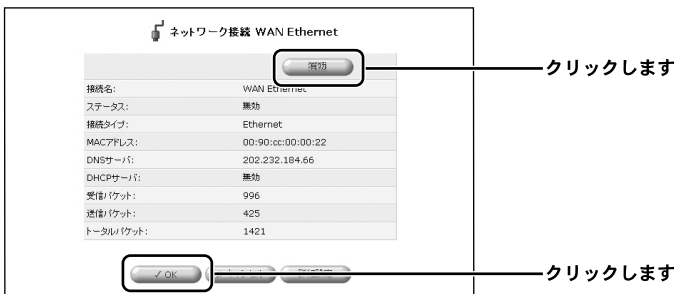 ネットワーク接続 WAN Ethernet
有効
クリックします
接続名: WAN Ethernet
ステータス: 無効
接続タイプ: Ethernet
MACアドレス: 00:90:cc:00:00:22
DNSサーバ: 202.232.184.66
DHCPサーバ: 無効
受信パケット: 996
送信パケット: 425
トータルパケット: 1421
✓ OK
クリックします